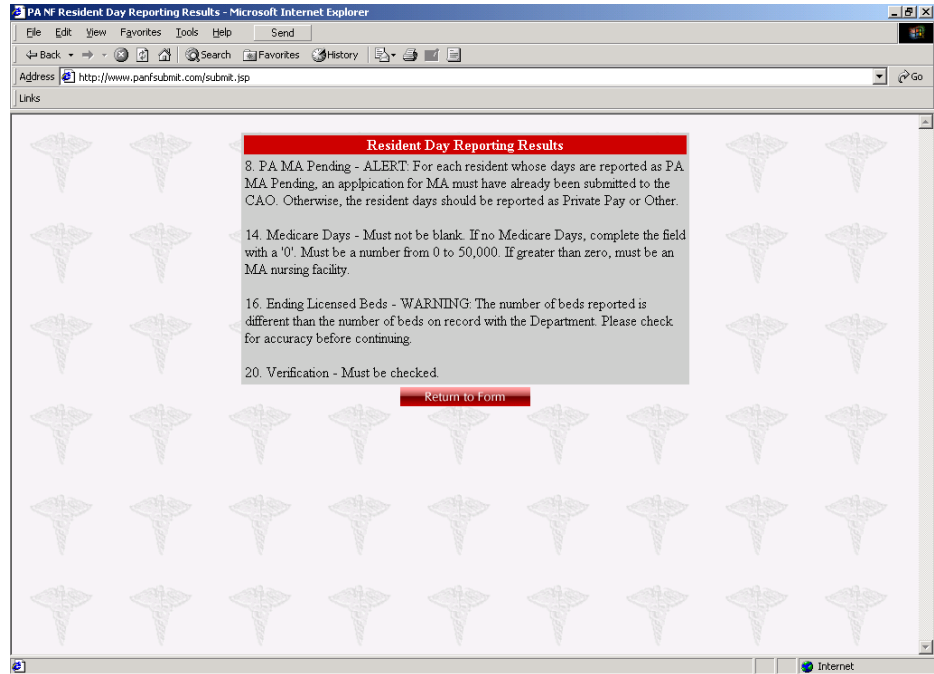 PA NF Resident Day Reporting Results - Microsoft Internet Explorer
File Edit View Favorites Tools Help Send
Back Search Favorites History
Address http://www.panfsubmit.com/submit.jsp Go
Links
Resident Day Reporting Results
8. PA MA Pending - ALERT: For each resident whose days are reported as PA
MA Pending, an applpication for MA must have already been submitted to the
CAO. Otherwise, the resident days should be reported as Private Pay or Other.
14. Medicare Days - Must not be blank. If no Medicare Days, complete the field
with a '0'. Must be a number from 0 to 50,000. If greater than zero, must be an
MA nursing facility.
16. Ending Licensed Beds - WARNING: The number of beds reported is
different than the number of beds on record with the Department. Please check
for accuracy before continuing.
20. Verification - Must be checked.
Return to Form
Internet